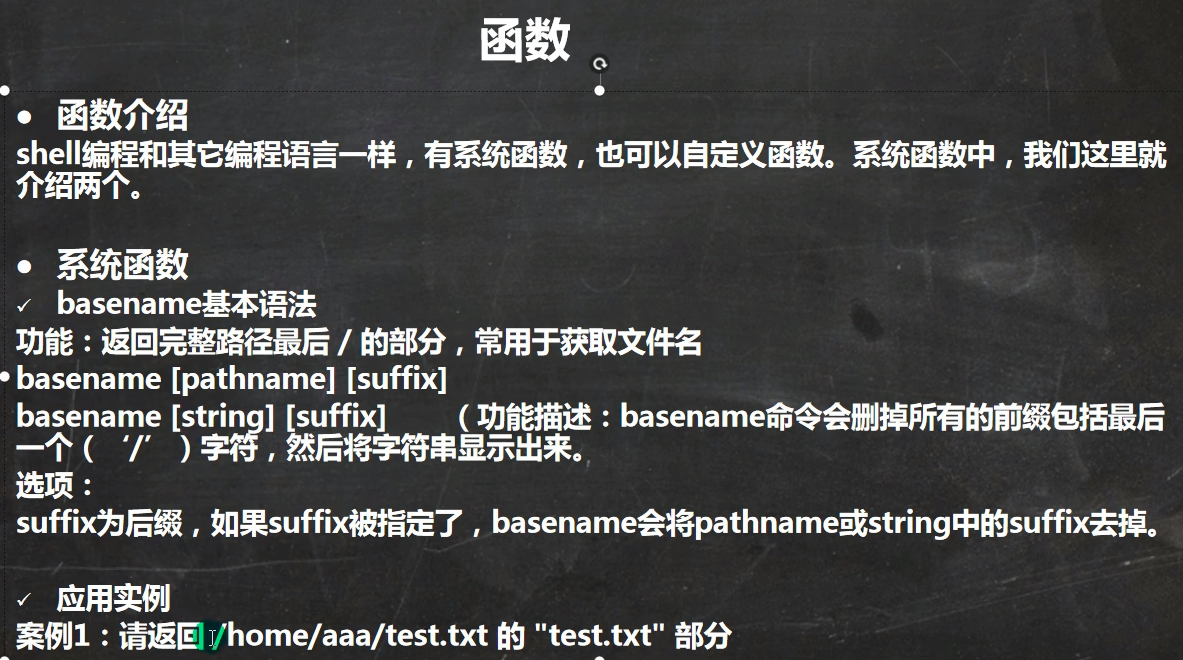 函数
● 函数介绍
shell编程和其它编程语言一样，有系统函数，也可以自定义函数。系统函数中，我们这里就
介绍两个。
● 系统函数
✓ basename基本语法
功能：返回完整路径最后 / 的部分，常用于获取文件名
basename [pathname] [suffix]
basename [string] [suffix] （功能描述：basename命令会删掉所有的前缀包括最后
一个（‘/’）字符，然后将字符串显示出来。
选项：
suffix为后缀，如果suffix被指定了，basename会将pathname或string中的suffix去掉。
✓ 应用实例
案例1：请返回 /home/aaa/test.txt 的 "test.txt" 部分